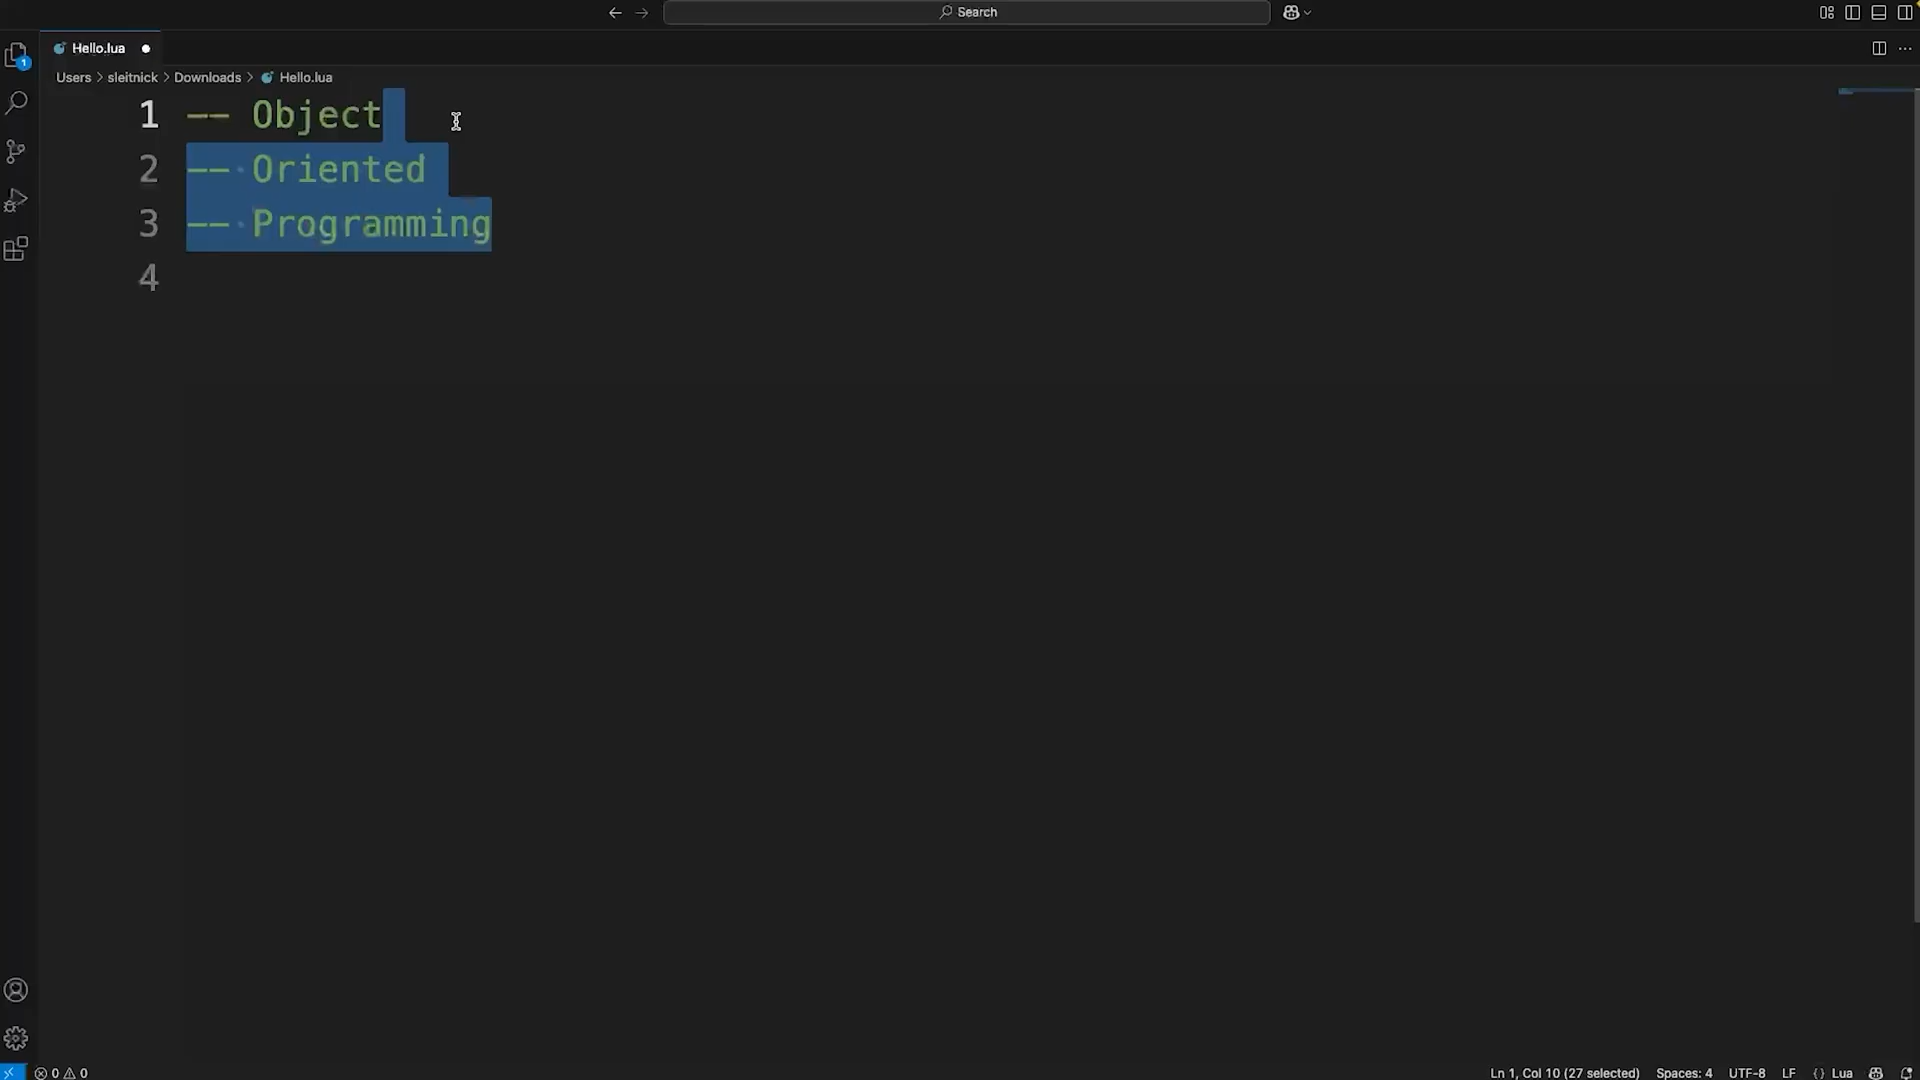 Search
Hello.lua
Users > sleitnick > Downloads > Hello.lua
1 -- Object
2 -- Oriented
3 -- Programming
4
1
0 0
Ln 1, Col 10 (27 selected) Spaces: 4 UTF-8 LF {} Lua